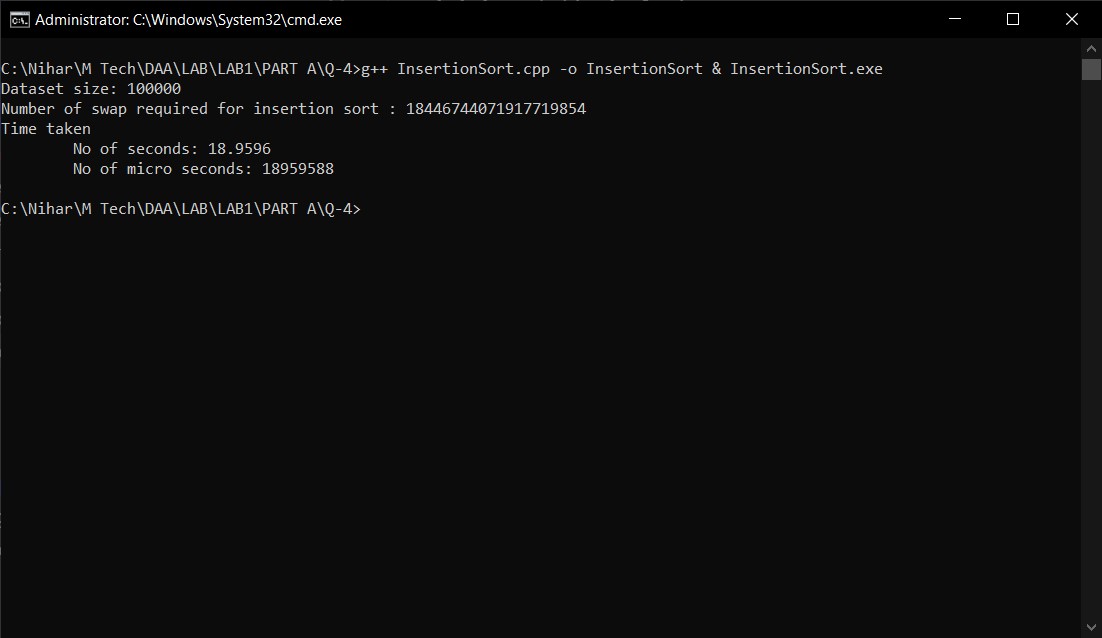 Administrator: C:\Windows\System32\cmd.exe
C:\Nihar\M Tech\DAA\LAB\LAB1\PART A\Q-4>g++ InsertionSort.cpp -o InsertionSort & InsertionSort.exe
Dataset size: 100000
Number of swap required for insertion sort : 18446744071917719854
Time taken
No of seconds: 18.9596
No of micro seconds: 18959588
C:\Nihar\M Tech\DAA\LAB\LAB1\PART A\Q-4>